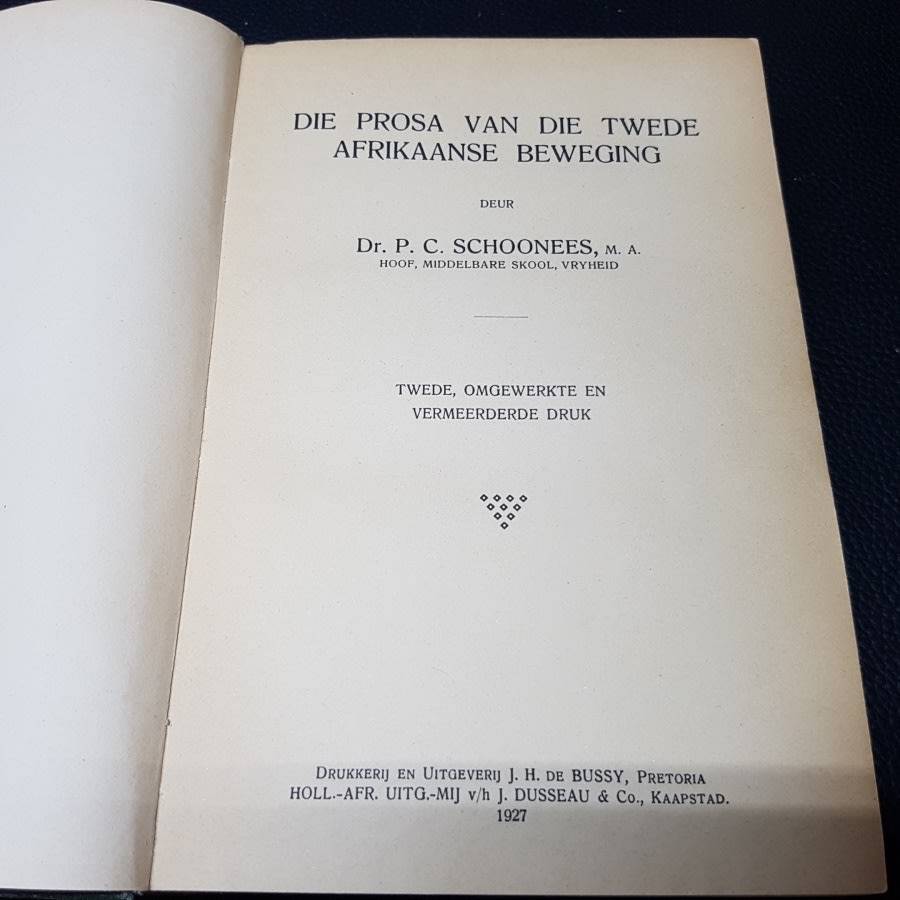 DIE PROSA VAN DIE TWEDE
AFRIKAANSE BEWEGING
DEUR
Dr. P. C. SCHOONEES, M. A.
HOOF, MIDDELBARE SKOOL, VRYHEID
TWEDE, OMGEWERKTE EN
VERMEERDERDE DRUK
DRUKKERIJ EN UITGEVERIJ J. H. DE BUSSY, PRETORIA
HOLL.-AFR. UITG.-MIJ v/h J. DUSSEAU & Co., KAAPSTAD.
1927